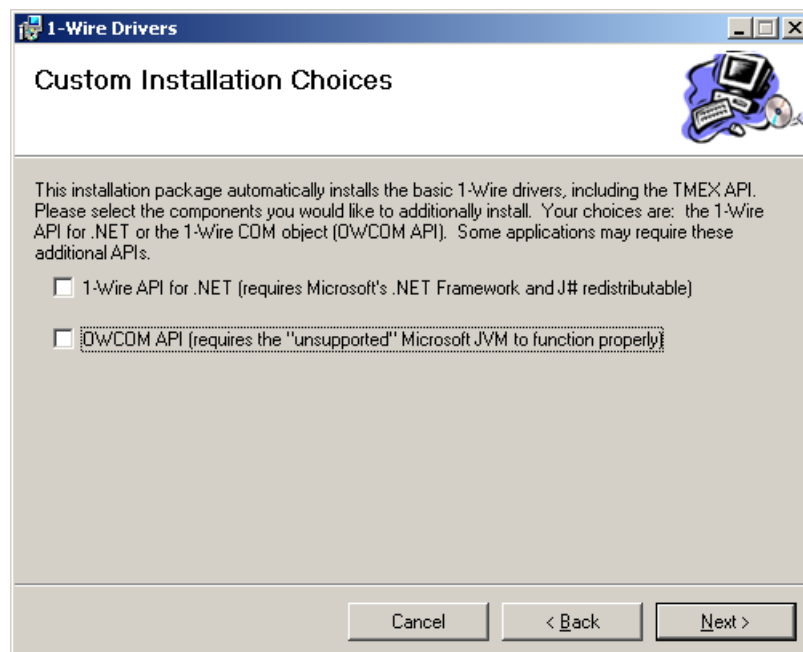 1-Wire Drivers
Custom Installation Choices
This installation package automatically installs the basic 1-Wire drivers, including the TMEX API.
Please select the components you would like to additionally install.  Your choices are:  the 1-Wire
API for .NET or the 1-Wire COM object (OWCOM API).  Some applications may require these
additional APIs.
1-Wire API for .NET (requires Microsoft's .NET Framework and J# redistributable)
OWCOM API (requires the "unsupported" Microsoft JVM to function properly)
Cancel
< Back
Next >